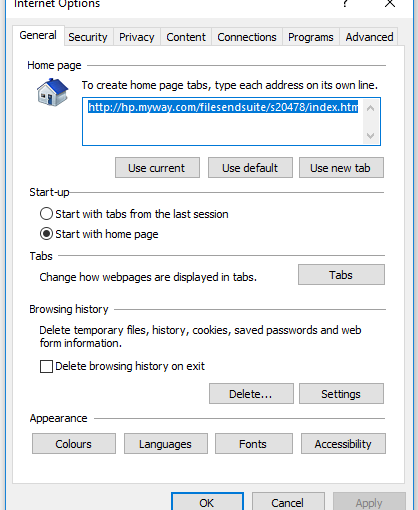 Internet Options ?
General Security Privacy Content Connections Programs Advanced
Home page
To create home page tabs, type each address on its own line.
http://hp.myway.com/filesendsuite/s20478/index.htm
Use current Use default Use new tab
Start-up
Start with tabs from the last session
Start with home page
Tabs
Change how webpages are displayed in tabs. Tabs
Browsing history
Delete temporary files, history, cookies, saved passwords and web
form information.
Delete browsing history on exit
Delete... Settings
Appearance
Colours Languages Fonts Accessibility
OK Cancel Apply